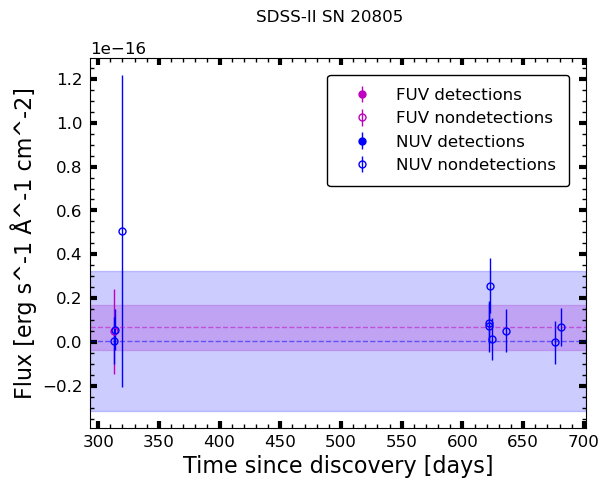 SDSS-II SN 20805
1e−16
FUV detections
FUV nondetections
NUV detections
NUV nondetections
1.2
1.0
0.8
0.6
0.4
0.2
0.0
−0.2
Flux [erg s^-1 Å^-1 cm^-2]
300 350 400 450 500 550 600 650 700
Time since discovery [days]